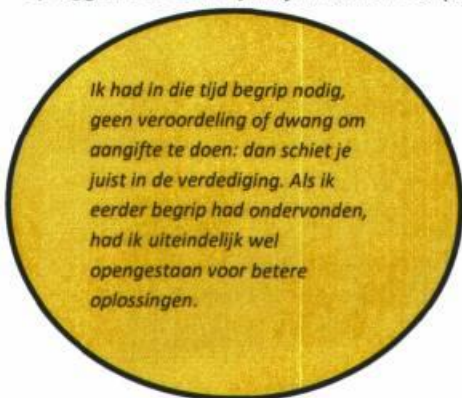 Ik had in die tijd begrip nodig,
geen veroordeling of dwang om
aangifte te doen: dan schiet je
juist in de verdediging. Als ik
eerder begrip had ondervonden,
had ik uiteindelijk wel
opengestaan voor betere
oplossingen.